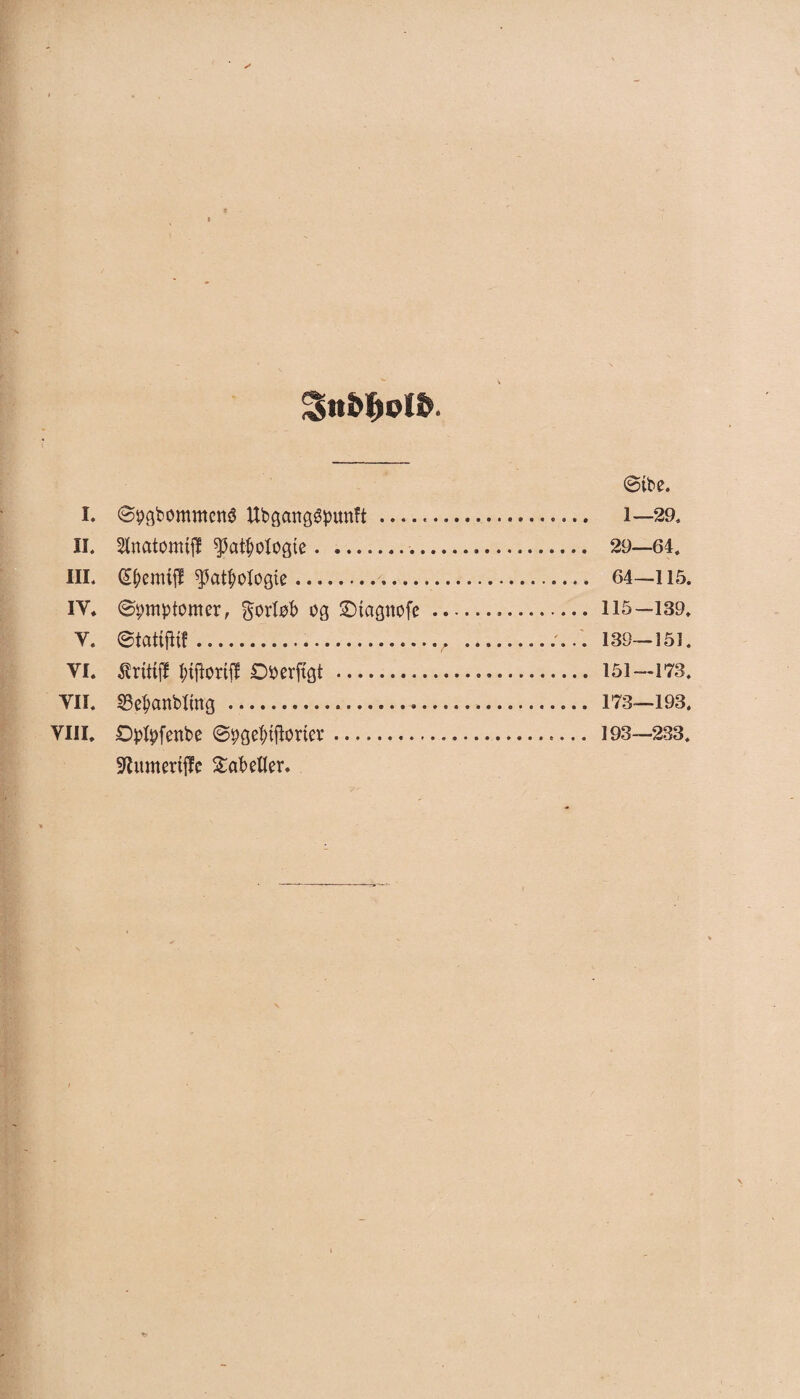 Indhold.
Side.
I. Sygdommens Udgangspunkt ........................ 1—29.
II. Anatomisk Pathologie ............................. 29—64.
III. Chemisk Pathologie .............................. 64—115.
IV. Symptomer, Forløb og Diagnose ................ 115—139.
V. Statistik ........................................ 139—151.
VI. Kritisk historisk Oversigt ......................... 151—173.
VII. Behandling ..................................... 173—193.
VIII. Oplysende Sygehistorier .......................... 193—233.
Numeriske Tabeller.